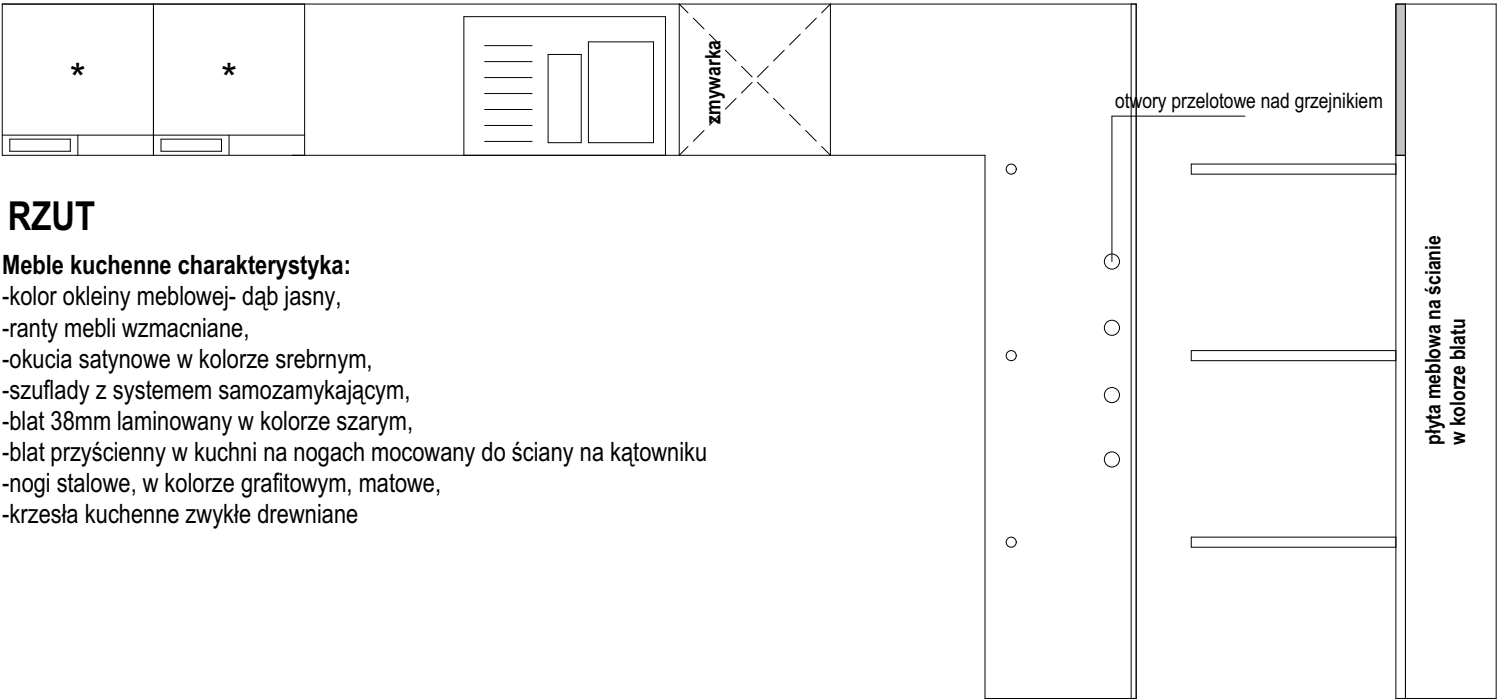 *
*
zmywarka
otwory przelotowe nad grzejnikiem
RZUT
Meble kuchenne charakterystyka:
-kolor okleiny meblowej- dąb jasny,
-ranty mebli wzmacniane,
-okucia satynowe w kolorze srebrnym,
-szuflady z systemem samozamykającym,
-blat 38mm laminowany w kolorze szarym,
-blat przyścienny w kuchni na nogach mocowany do ściany na kątowniku
-nogi stalowe, w kolorze grafitowym, matowe,
-krzesła kuchenne zwykłe drewniane
płyta meblowa na ścianie
w kolorze blatu